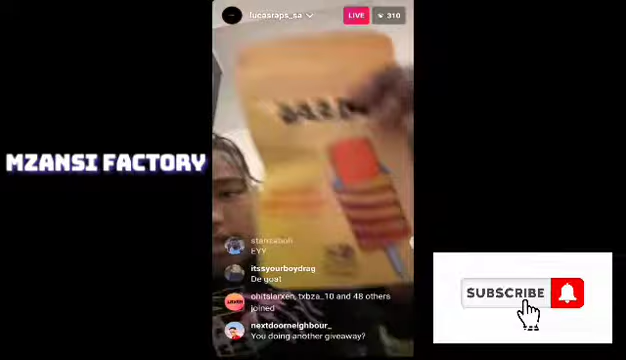 lucasraps_sa
LIVE
310
MZANSI FACTORY
EYY
itssyourboydrag
De goat
and 48 others
joined
nextdoorneighbour_
You doing another giveaway?
SUBSCRIBE